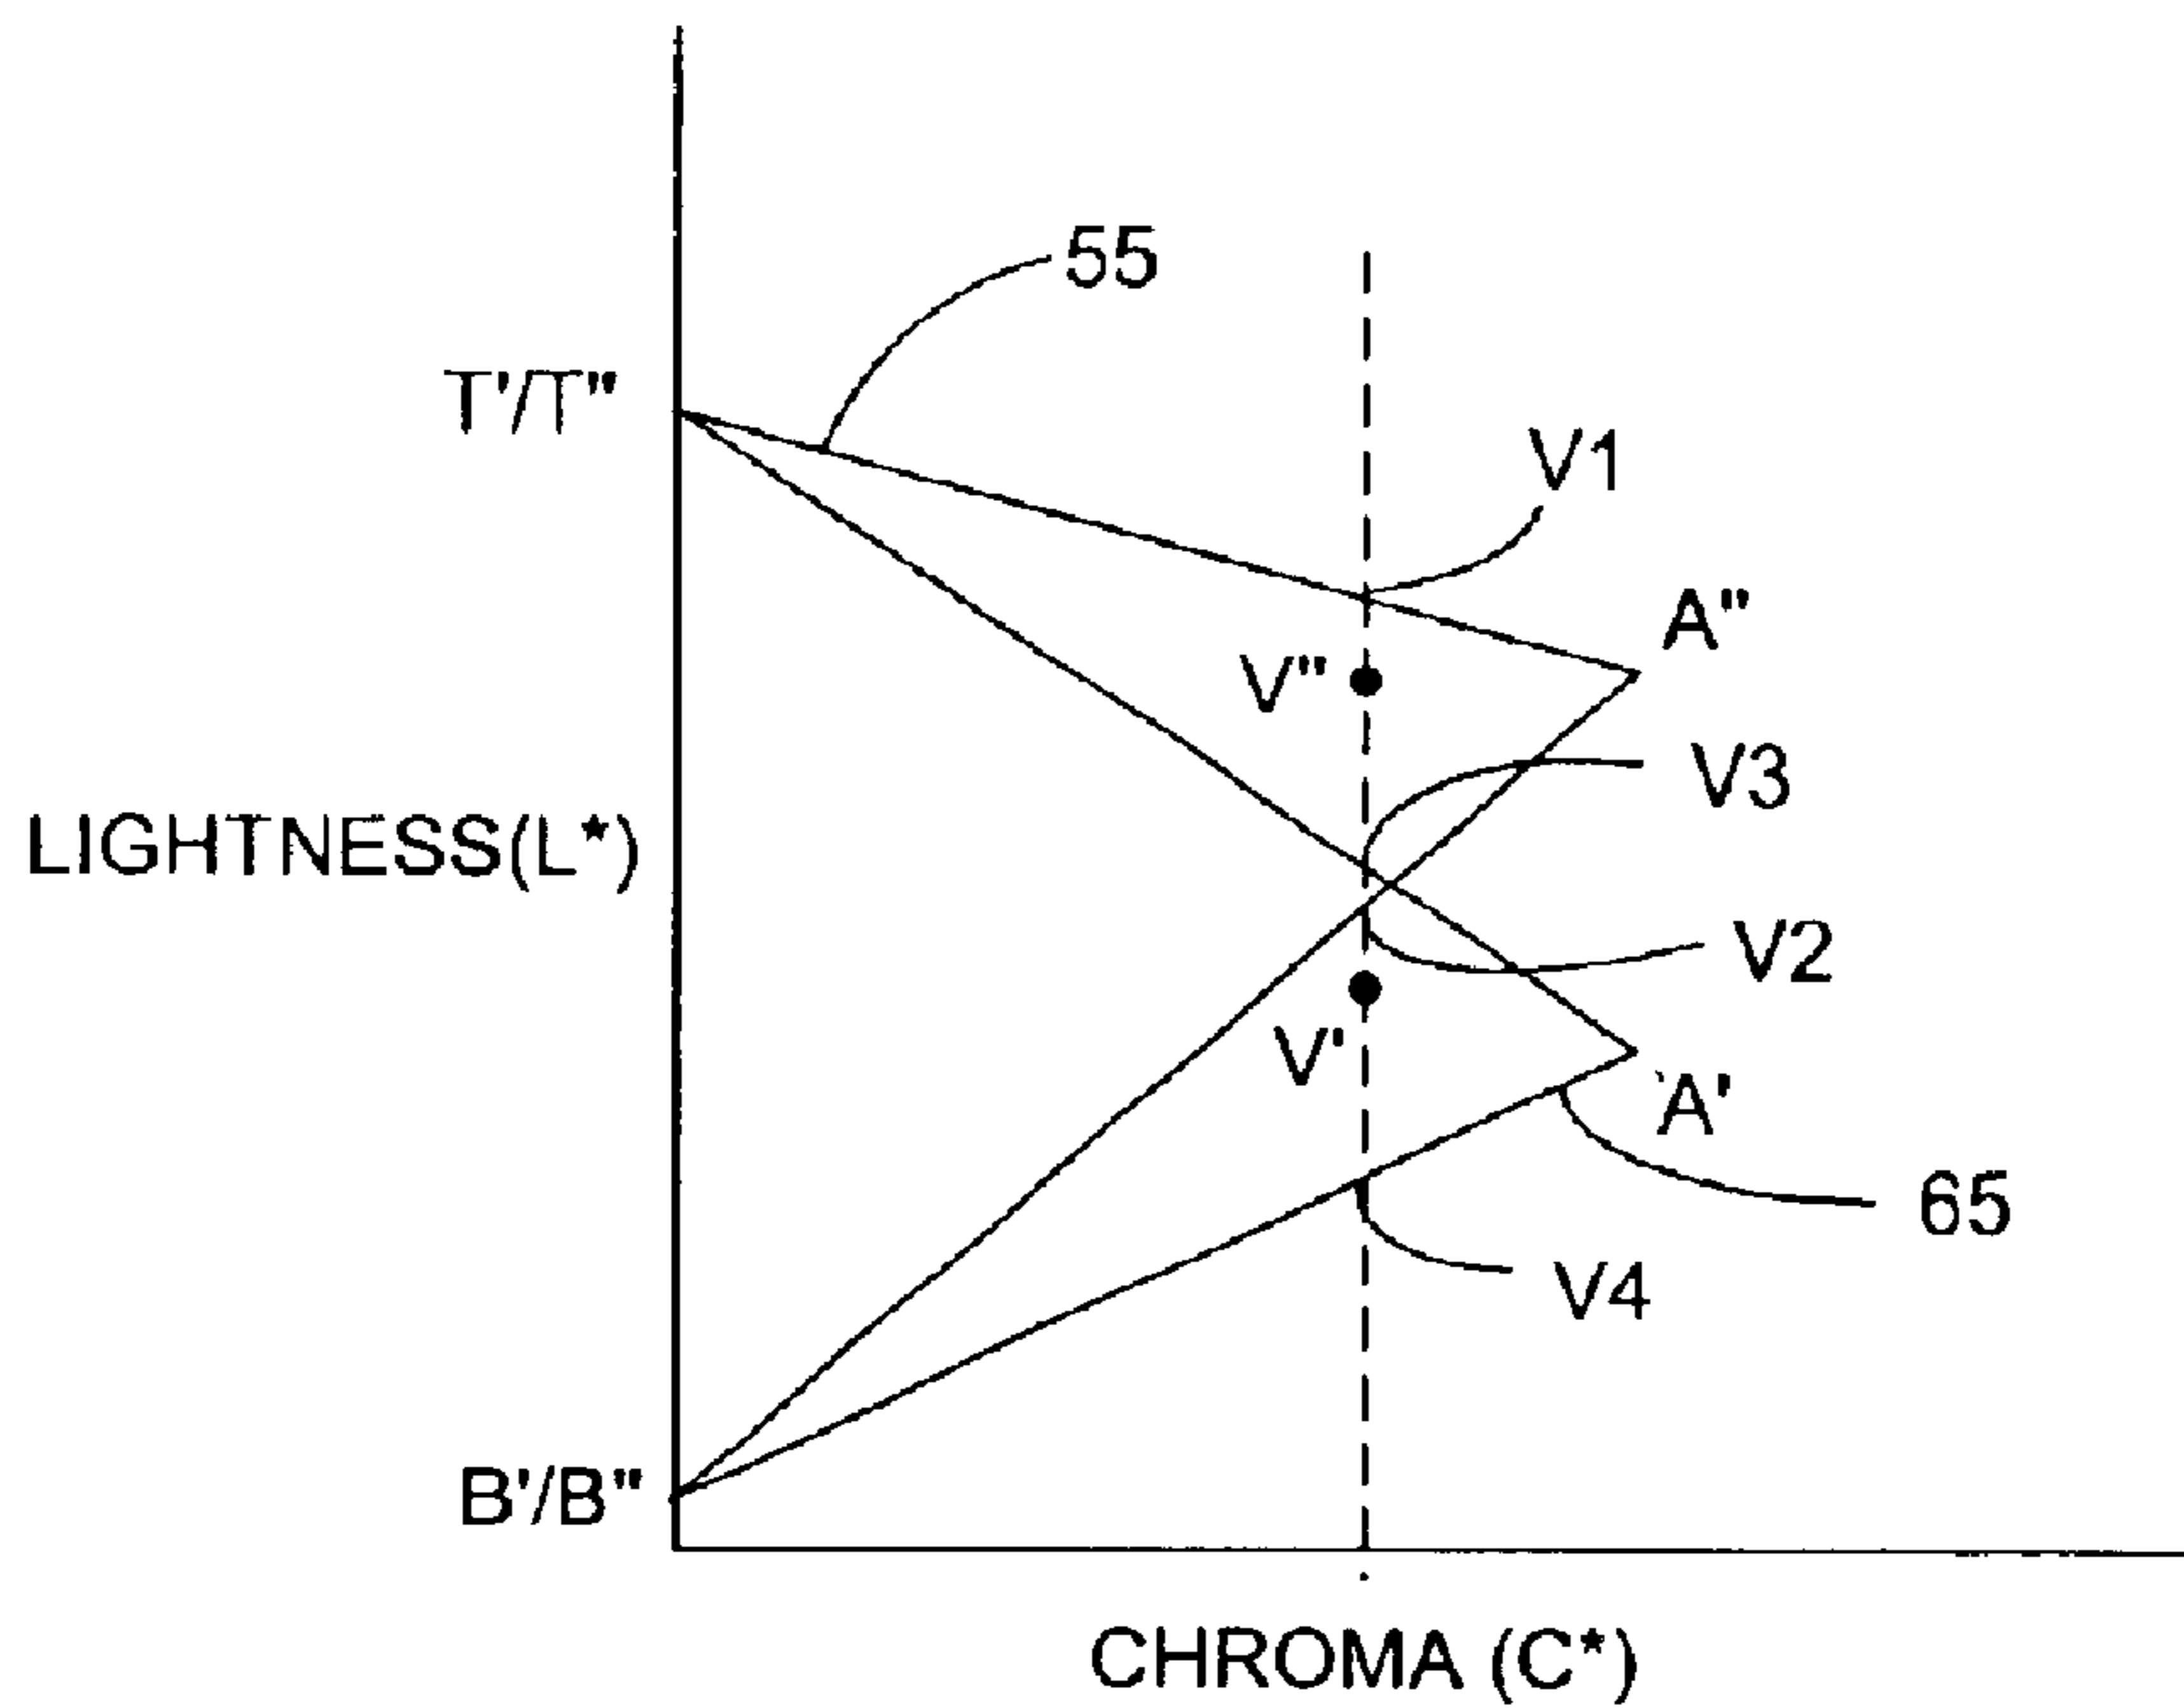 55
T'/T"
V1
A"
V"
V3
LIGHTNESS(L*)
V2
V'
A'
65
V4
B'/B"
CHROMA (C*)